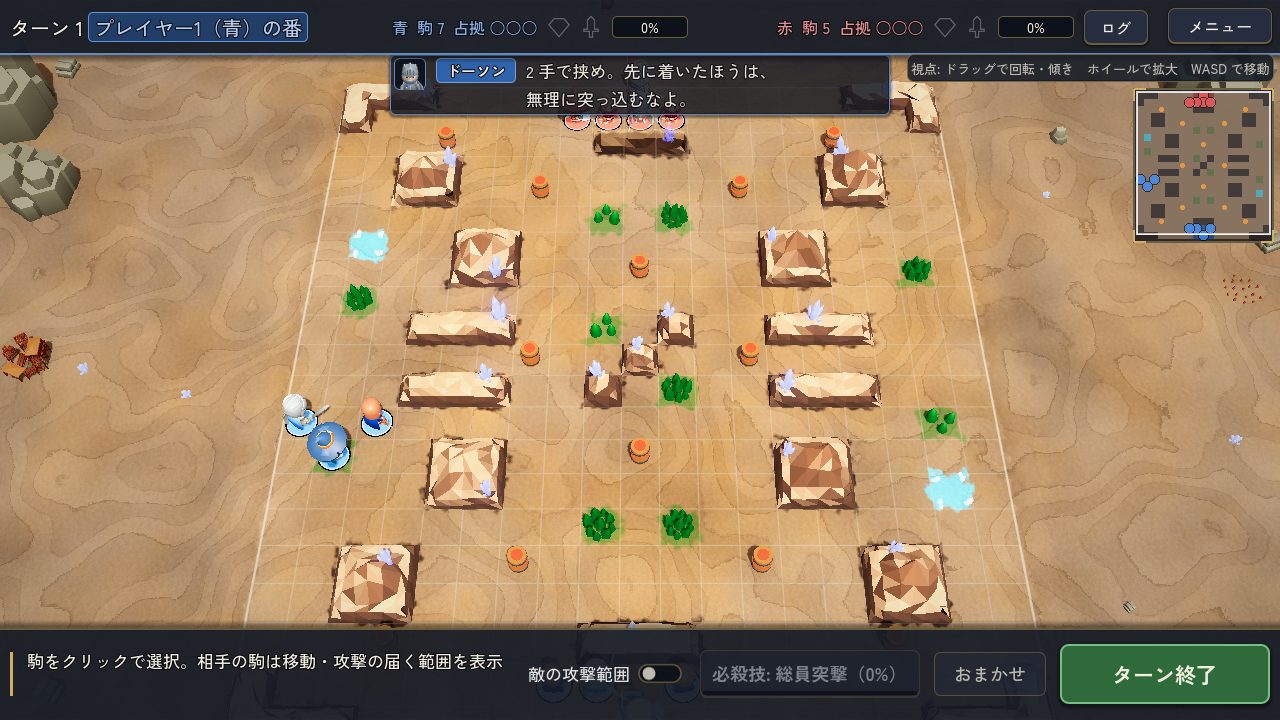 ターン 1 プレイヤー1（青）の番 青 駒 7 占拠 〇〇〇 0% 赤 駒 5 占拠 〇〇〇 0% ログ メニュー
ドーソン 2 手で挟め。先に着いたほうは、
無理に突っ込むなよ。
視点: ドラッグで回転・傾き ホイールで拡大 WASD で移動
駒をクリックで選択。相手の駒は移動・攻撃の届く範囲を表示
敵の攻撃範囲 必殺技: 総員突撃（0%） おまかせ ターン終了